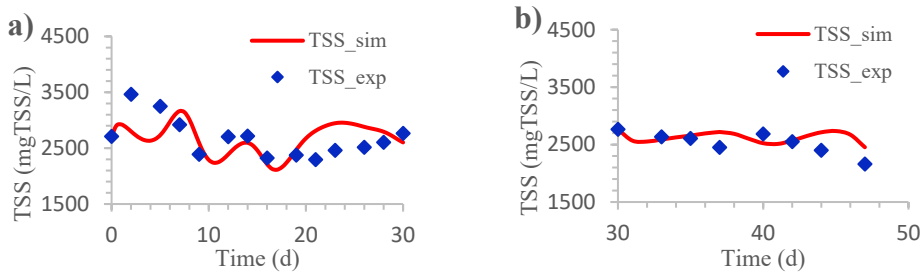 a)
TSS (mgTSS/L)
4500
3500
2500
1500
TSS_sim
TSS_exp
0 10 20 30
Time (d)
b)
TSS (mgTSS/L)
4500
3500
2500
1500
TSS_sim
TSS_exp
30 40 50
Time (d)